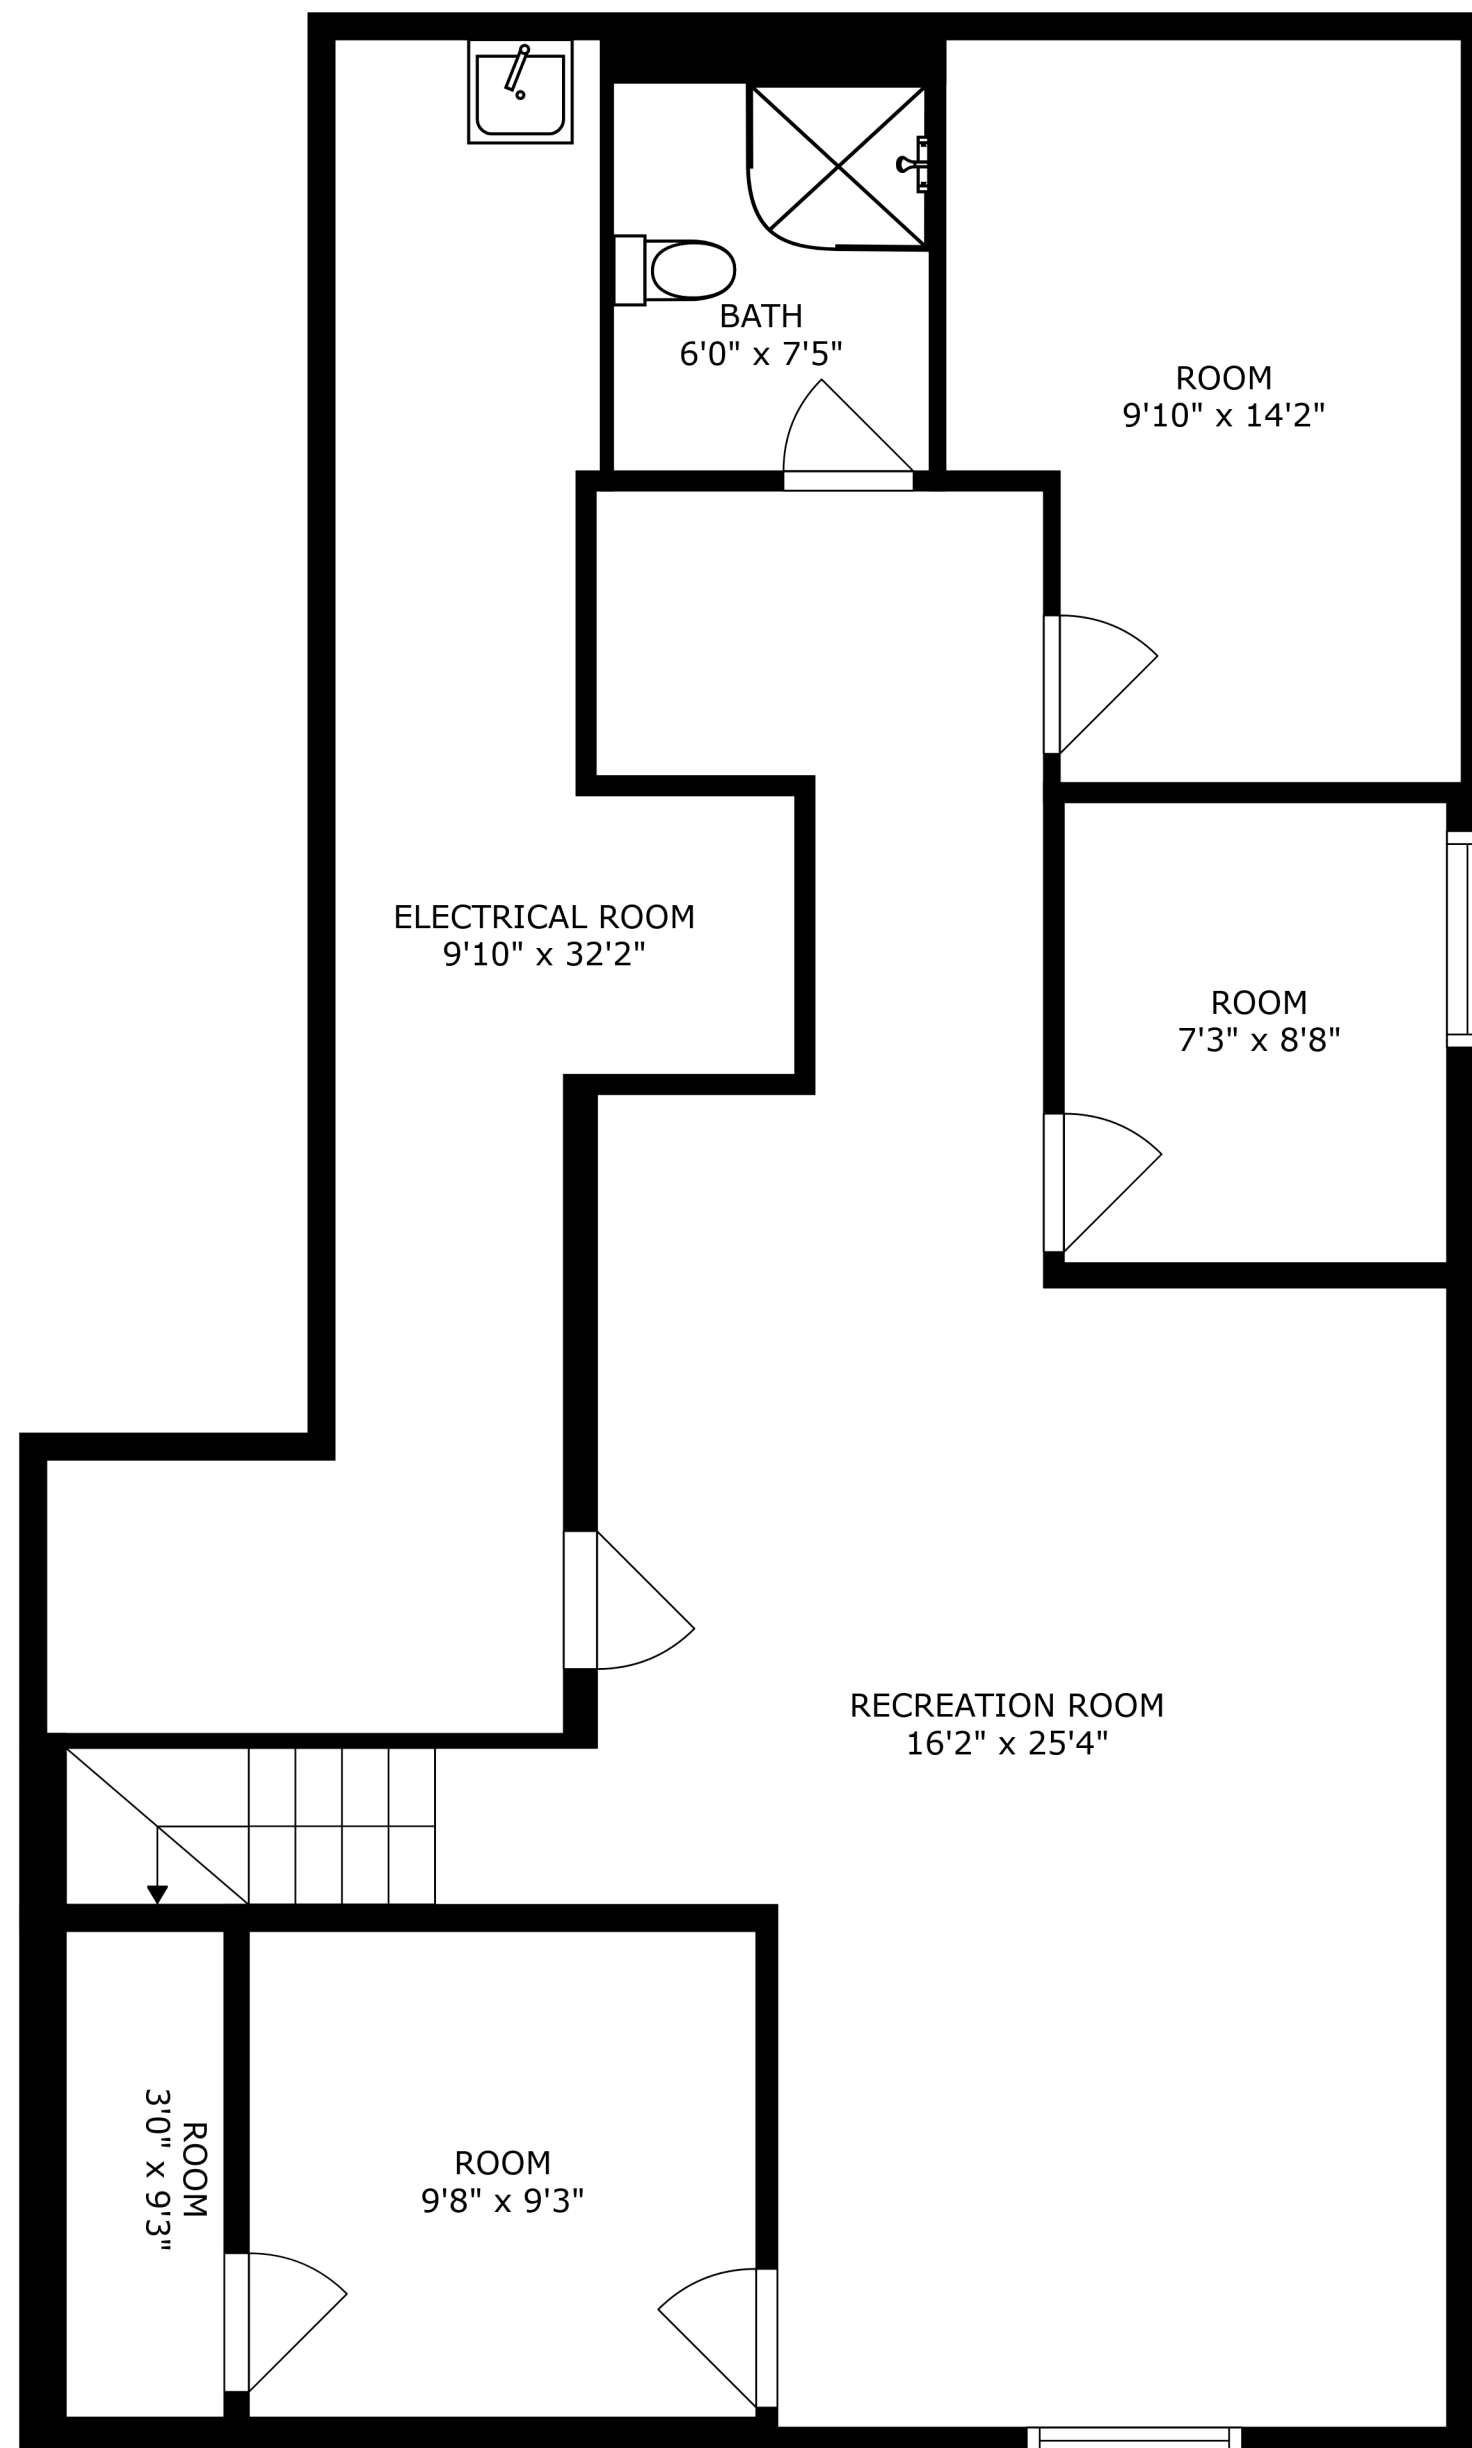 BATH
6'0" x 7'5"
ROOM
9'10" x 14'2"
ELECTRICAL ROOM
9'10" x 32'2"
ROOM
7'3" x 8'8"
RECREATION ROOM
16'2" x 25'4"
ROOM
3'0" x 9'3"
ROOM
9'8" x 9'3"